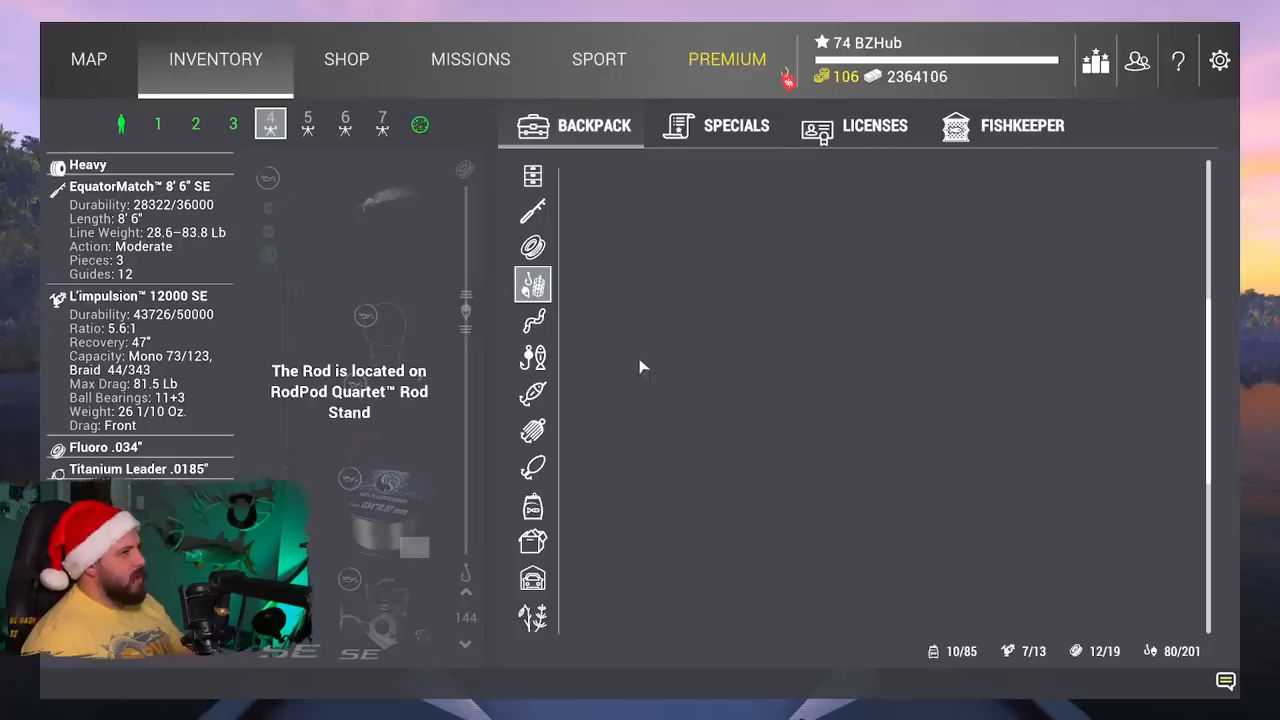 MAP
INVENTORY
SHOP
MISSIONS
SPORT
PREMIUM
74 BZHub
106 2364106
1 2 3 4 5 6 7
BACKPACK
SPECIALS
LICENSES
FISHKEEPER
Heavy
EquatorMatch™ 8' 6" SE
Durability: 28322/36000
Length: 8' 6"
Line Weight: 28.6–83.8 Lb
Action: Moderate
Pieces: 3
Guides: 12
L'impulsion™ 12000 SE
Durability: 43726/50000
Ratio: 5.6:1
Recovery: 47"
Capacity: Mono 73/123,
Braid 44/343
Max Drag: 81.5 Lb
Ball Bearings: 11+3
Weight: 26 1/10 Oz.
Drag: Front
Fluoro .034"
Titanium Leader .0185"
The Rod is located on
RodPod Quartet™ Rod
Stand
144
SE SE
10/85
7/13
12/19
80/201